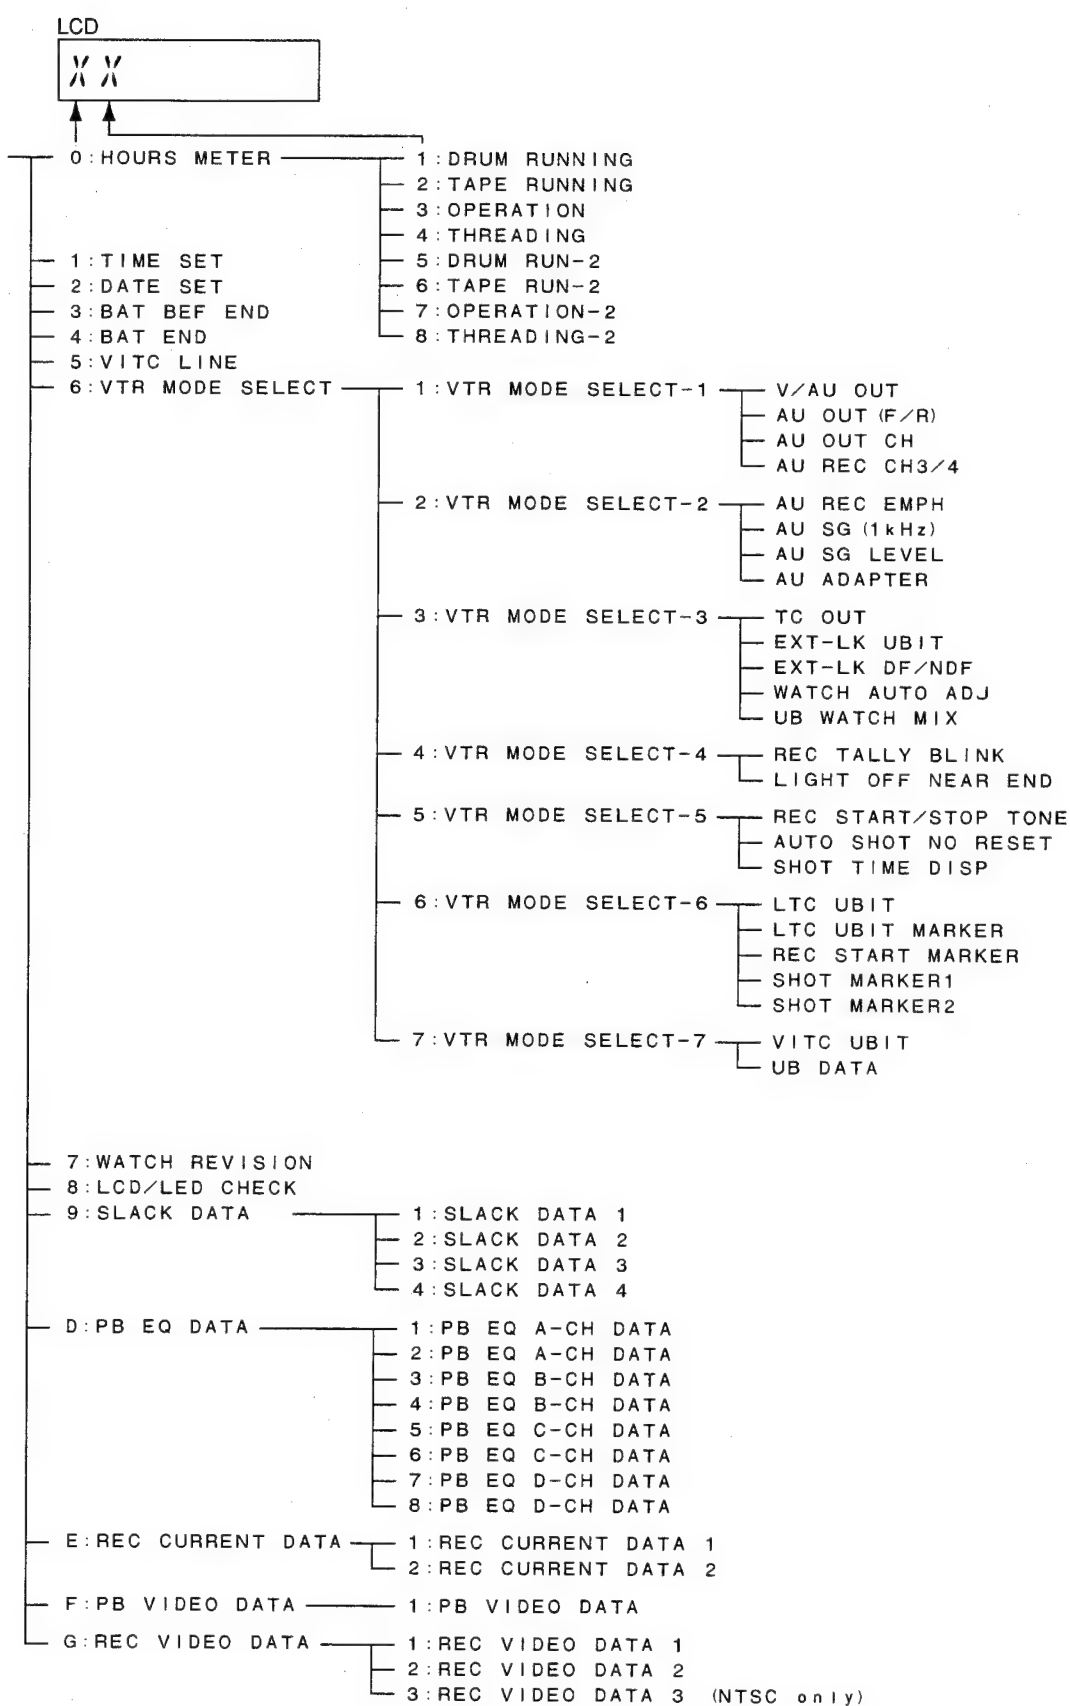 LCD
X X
0:HOURS METER 1:DRUM RUNNING
2:TAPE RUNNING
3:OPERATION
4:THREADING
1:TIME SET 5:DRUM RUN-2
2:DATE SET 6:TAPE RUN-2
3:BAT BEF END 7:OPERATION-2
4:BAT END 8:THREADING-2
5:VITC LINE
6:VTR MODE SELECT 1:VTR MODE SELECT-1 V/AU OUT
AU OUT (F/R)
AU OUT CH
AU REC CH3/4
2:VTR MODE SELECT-2 AU REC EMPH
AU SG (1kHz)
AU SG LEVEL
AU ADAPTER
3:VTR MODE SELECT-3 TC OUT
EXT-LK UBIT
EXT-LK DF/NDF
WATCH AUTO ADJ
UB WATCH MIX
4:VTR MODE SELECT-4 REC TALLY BLINK
LIGHT OFF NEAR END
5:VTR MODE SELECT-5 REC START/STOP TONE
AUTO SHOT NO RESET
SHOT TIME DISP
6:VTR MODE SELECT-6 LTC UBIT
LTC UBIT MARKER
REC START MARKER
SHOT MARKER1
SHOT MARKER2
7:VTR MODE SELECT-7 VITC UBIT
UB DATA
7:WATCH REVISION
8:LCD/LED CHECK
9:SLACK DATA 1:SLACK DATA 1
2:SLACK DATA 2
3:SLACK DATA 3
4:SLACK DATA 4
D:PB EQ DATA 1:PB EQ A-CH DATA
2:PB EQ A-CH DATA
3:PB EQ B-CH DATA
4:PB EQ B-CH DATA
5:PB EQ C-CH DATA
6:PB EQ C-CH DATA
7:PB EQ D-CH DATA
8:PB EQ D-CH DATA
E:REC CURRENT DATA 1:REC CURRENT DATA 1
2:REC CURRENT DATA 2
F:PB VIDEO DATA 1:PB VIDEO DATA
G:REC VIDEO DATA 1:REC VIDEO DATA 1
2:REC VIDEO DATA 2
3:REC VIDEO DATA 3 (NTSC only)